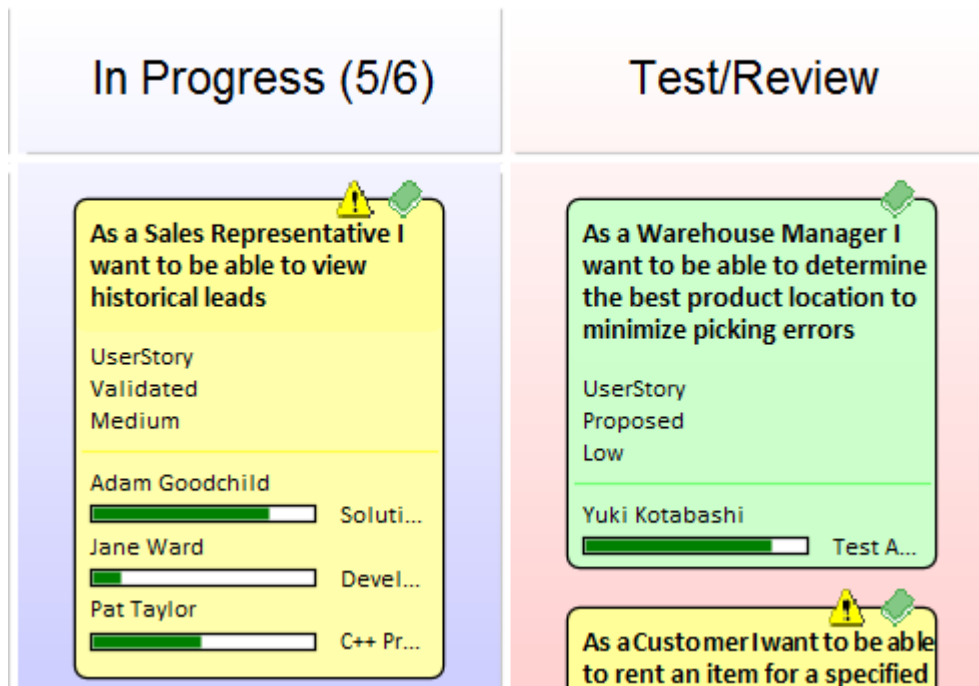 In Progress (5/6)
As a Sales Representative I
want to be able to view
historical leads
UserStory
Validated
Medium
Adam Goodchild
Soluti...
Jane Ward
Devel...
Pat Taylor
C++ Pr...
Test/Review
As a Warehouse Manager I
want to be able to determine
the best product location to
minimize picking errors
UserStory
Proposed
Low
Yuki Kotabashi
Test A...
As a Customer I want to be able
to rent an item for a specified